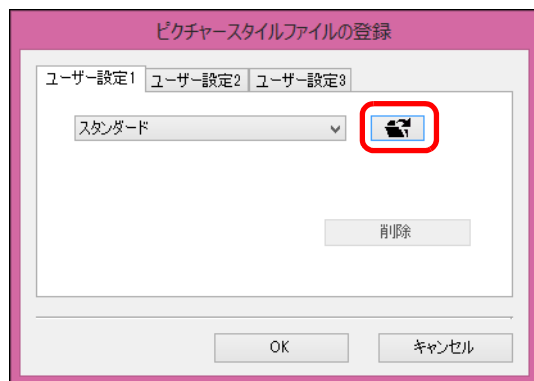 ピクチャースタイルファイルの登録
ユーザー設定1 ユーザー設定2 ユーザー設定3
スタンダード
削除
OK キャンセル